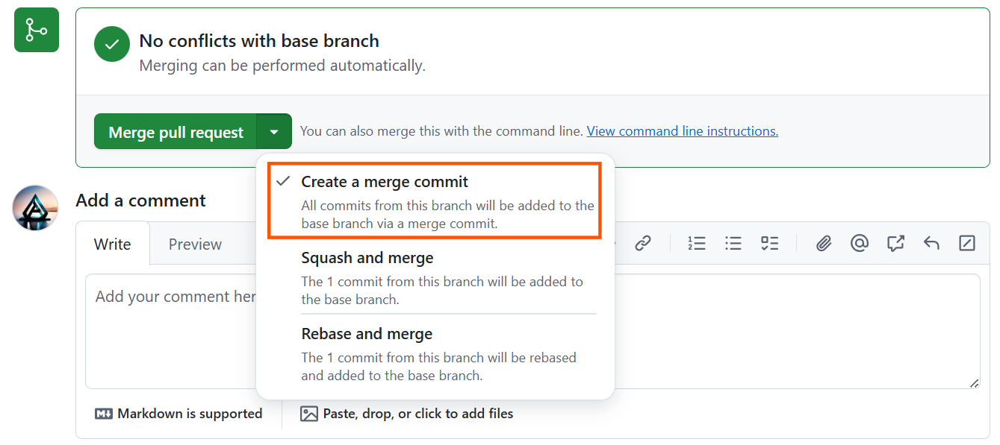 No conflicts with base branch
Merging can be performed automatically.
Merge pull request
You can also merge this with the command line. View command line instructions.
Create a merge commit
All commits from this branch will be added to the
base branch via a merge commit.
Squash and merge
The 1 commit from this branch will be added to
the base branch.
Rebase and merge
The 1 commit from this branch will be rebased
and added to the base branch.
Add a comment
Write
Preview
Add your comment her
Markdown is supported
Paste, drop, or click to add files